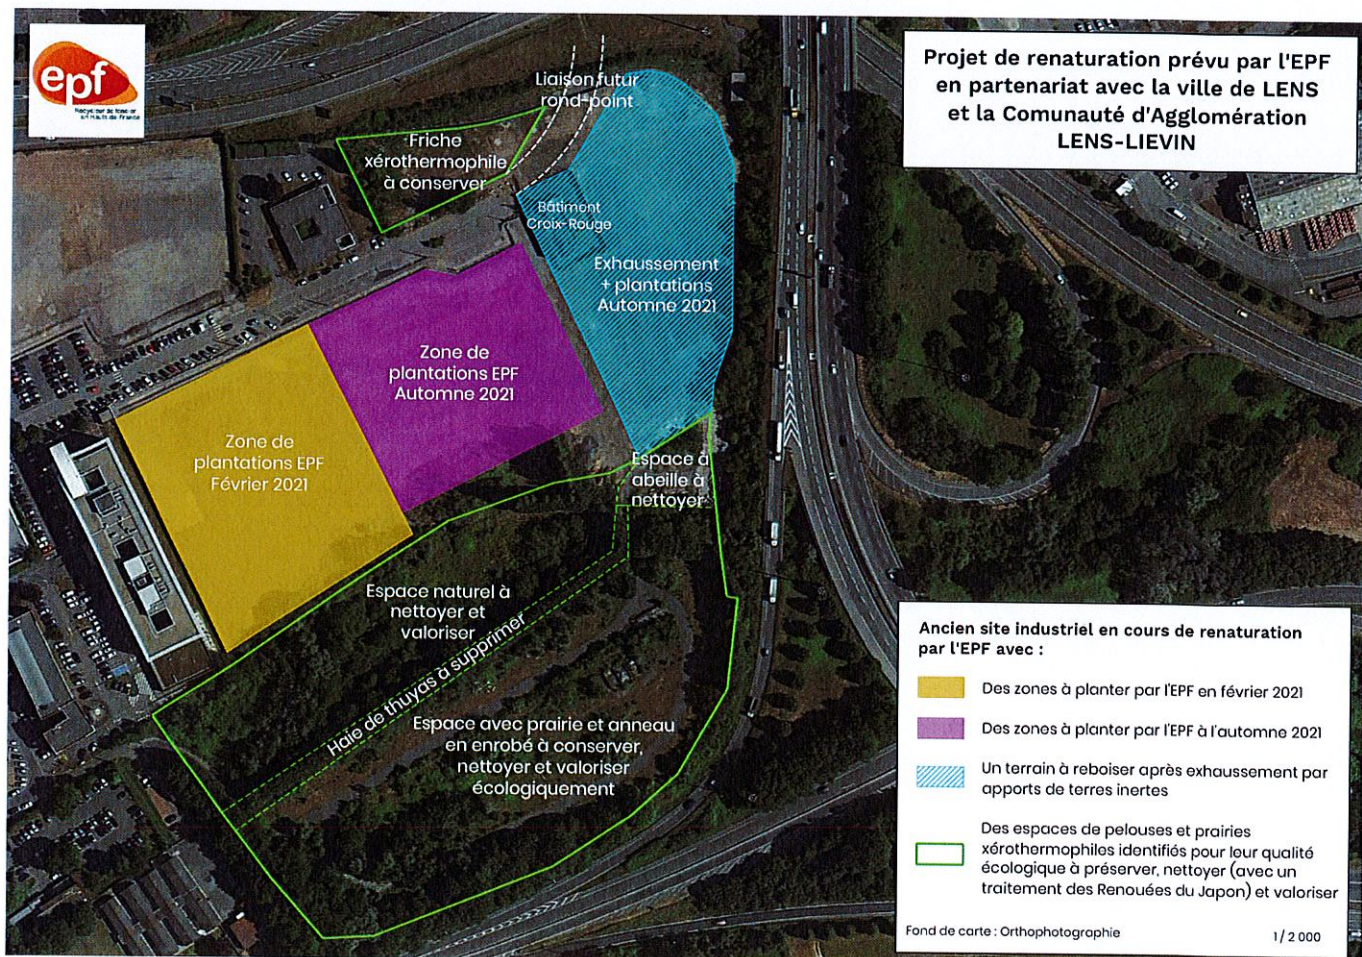 epf
Recycleur de foncier
en Hauts de France
Projet de renaturation prévu par l'EPF
en partenariat avec la ville de LENS
et la Comunauté d'Agglomération
LENS-LIEVIN
Liaison futur
rond-point
Friche
xérothermophile
à conserver
Bâtiment
Croix-Rouge
Exhaussement
+ plantations
Automne 2021
Zone de
plantations EPF
Automne 2021
Zone de
plantations EPF
Février 2021
Espace à
abeille à
nettoyer
Espace naturel à
nettoyer et
valoriser
Haie de thuyas à supprimer
Espace avec prairie et anneau
en enrobé à conserver,
nettoyer et valoriser
écologiquement
Ancien site industriel en cours de renaturation
par l'EPF avec :
Des zones à planter par l'EPF en février 2021
Des zones à planter par l'EPF à l'automne 2021
Un terrain à reboiser après exhaussement par
apports de terres inertes
Des espaces de pelouses et prairies
xérothermophiles identifiés pour leur qualité
écologique à préserver, nettoyer (avec un
traitement des Renouées du Japon) et valoriser
Fond de carte : Orthophotographie
1/2 000